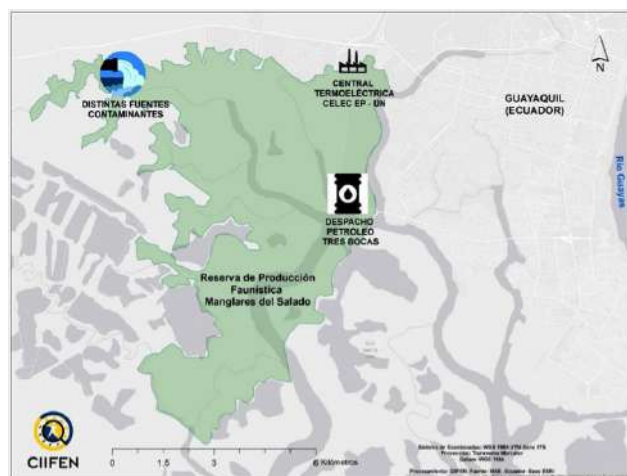 N
CENTRAL
TERMOELÉCTRICA
CELEC EP - UN
GUAYAQUIL
(ECUADOR)
DISTINTAS FUENTES
CONTAMINANTES
Río Guayas
DESPACHO
PETROLEO
TRES BOCAS
Reserva de Producción
Faunística
Manglares del Salado
CIIFEN
0 1,5 3 6 Kilómetros